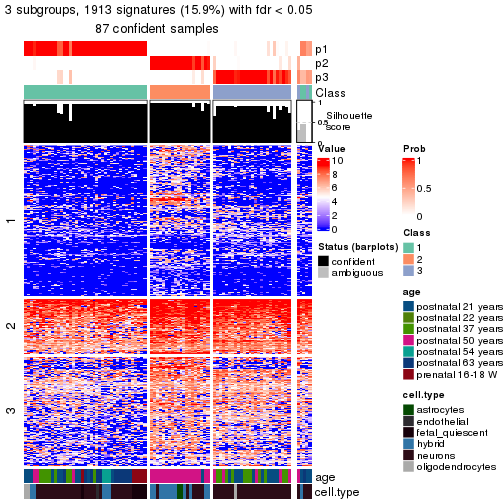 3 subgroups, 1913 signatures (15.9%) with fdr < 0.05
87 confident samples
p1
p2
p3
Class
1
0.5
0
Silhouette
score
1
2
3
age
cell.type
Value
10
8
6
4
2
0
Status (barplots)
confident
ambiguous
Prob
1
0.5
0
Class
1
2
3
age
postnatal 21 years
postnatal 22 years
postnatal 37 years
postnatal 50 years
postnatal 54 years
postnatal 63 years
prenatal 16-18 W
cell.type
astrocytes
endothelial
fetal_quiescent
hybrid
neurons
oligodendrocytes